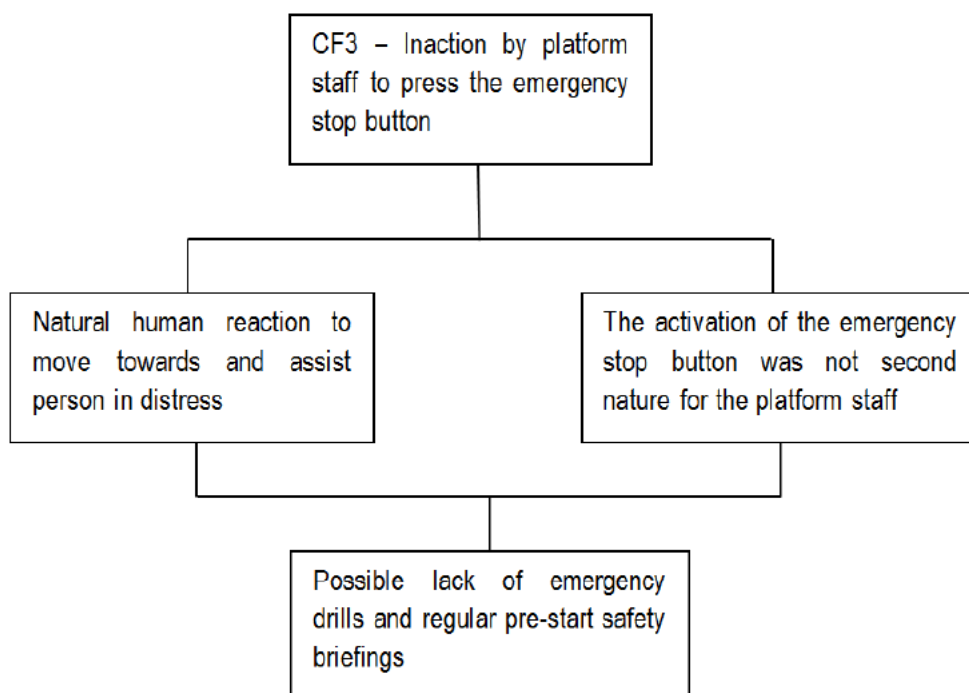 CF3 – Inaction by platform
staff to press the emergency
stop button
Natural human reaction to
move towards and assist
person in distress
The activation of the emergency
stop button was not second
nature for the platform staff
Possible lack of emergency
drills and regular pre-start safety
briefings